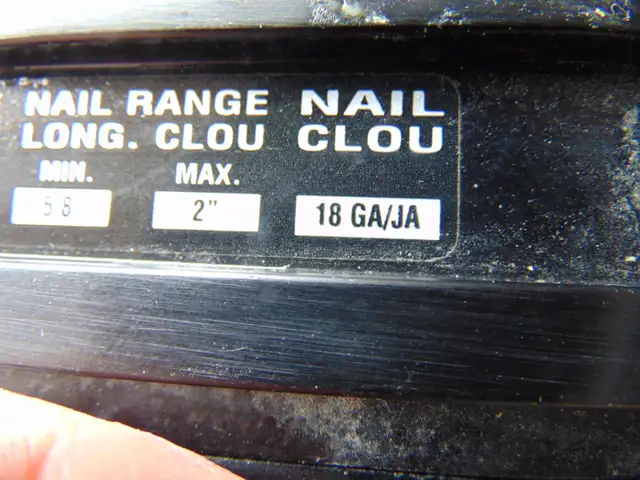 NAIL RANGE NAIL
LONG. CLOU CLOU
MIN. MAX.
5 8 2" 18 GA/JA